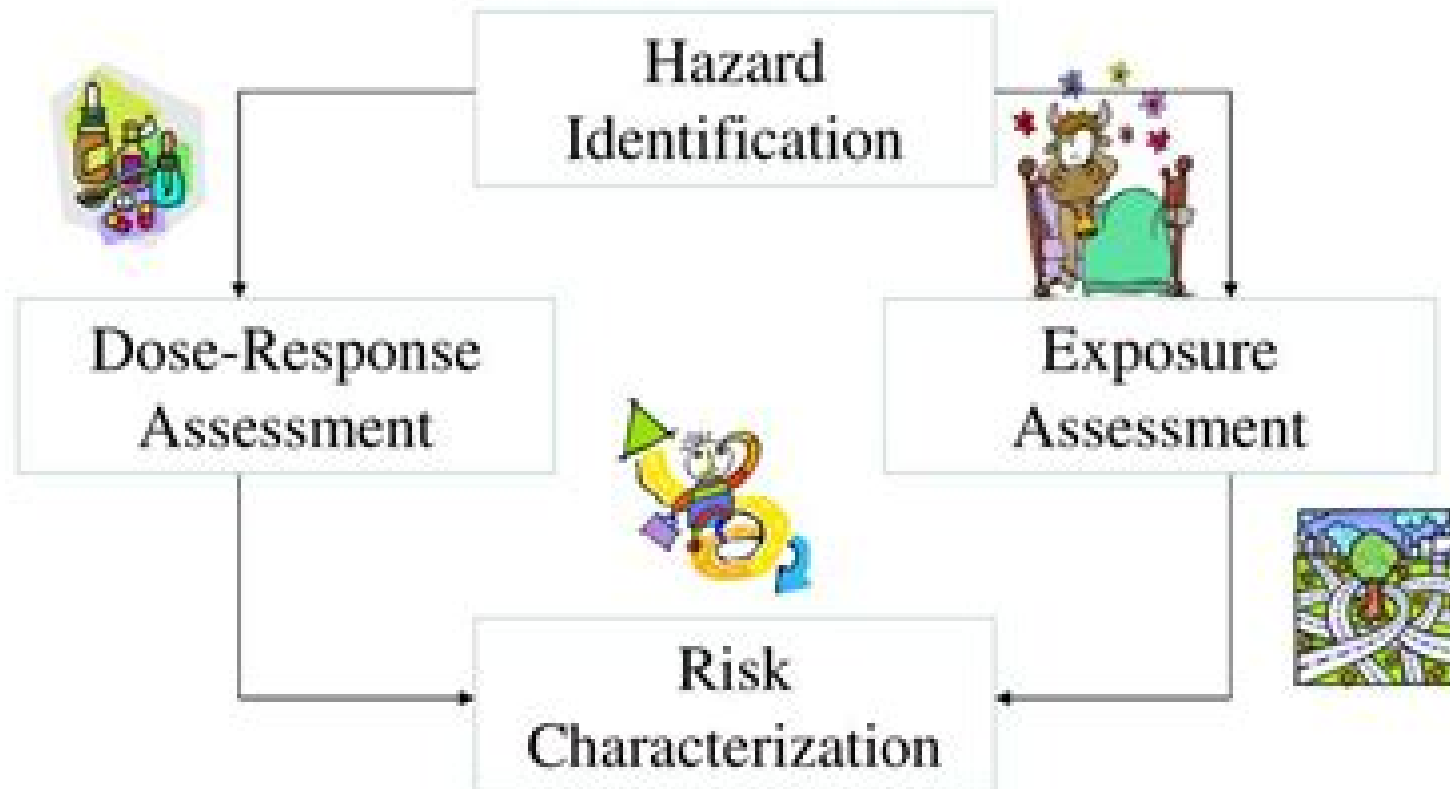 Hazard
Identification
Dose-Response
Assessment
Exposure
Assessment
Risk
Characterization